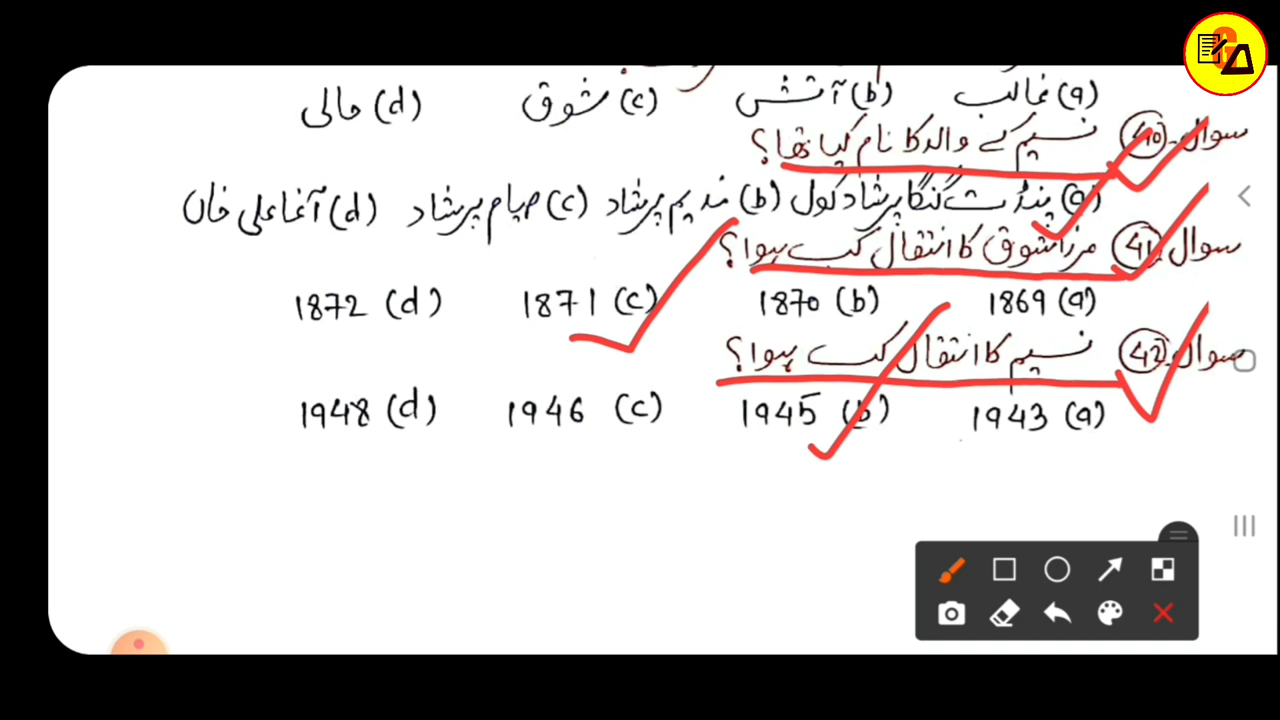 (a) غالب (b) آتش (c) شوق (d) حالی
سوال۔ 40 نسیم کے والد کا نام کیا تھا؟
(a) پنڈت گنگا پرشاد کول (b) ندیم پرشاد (c) صیام پرشاد (d) آغا علی خاں
سوال۔ 41 مرزا شوق کا انتقال کب ہوا؟
(a) 1869 (b) 1870 (c) 1871 (d) 1872
سوال۔ 42 نسیم کا انتقال کب ہوا؟
(a) 1943 (b) 1945 (c) 1946 (d) 1948